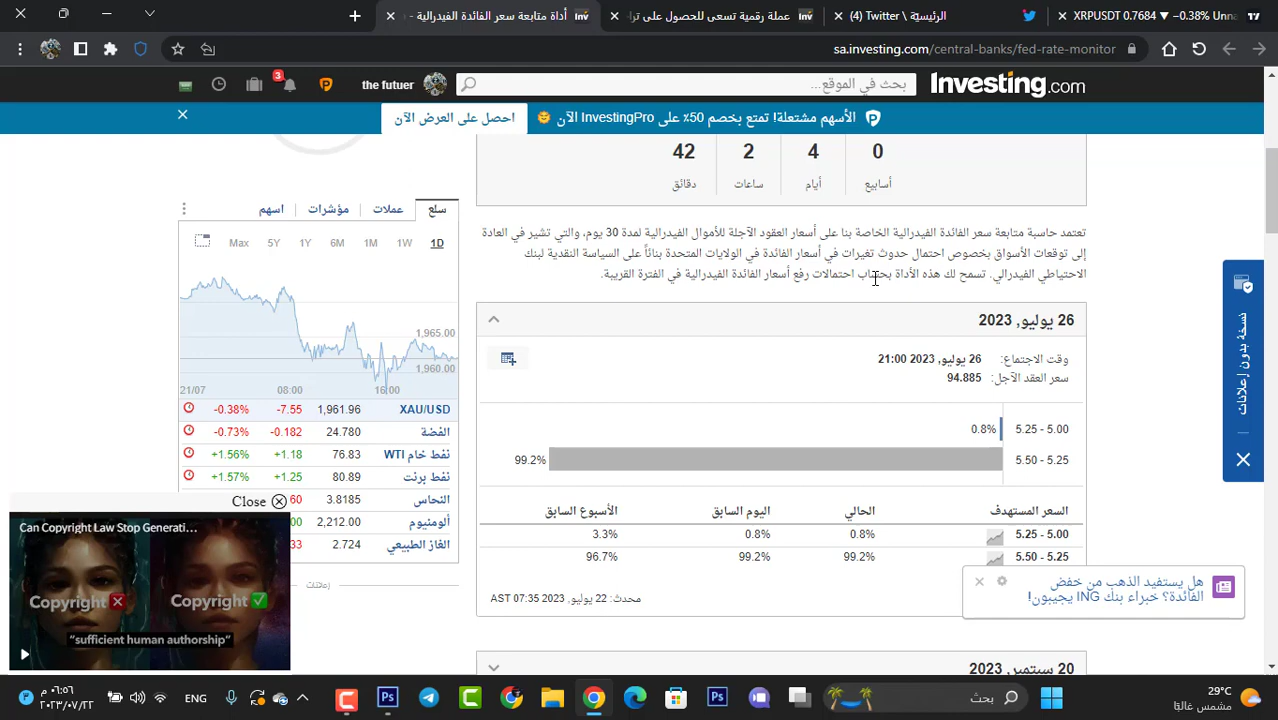 أداة متابعة سعر الفائدة الفيدرالية -
عملة رقمية تسعى للحصول على ترا
الرئيسيّة \ Twitter (4)
XRPUSDT 0.7684 ▼ −0.38% Unna
sa.investing.com/central-banks/fed-rate-monitor
Investing.com
بحث في الموقع...
the futuer
3
الأسهم مشتعلة! تمتع بخصم 50٪ على InvestingPro الآن
احصل على العرض الآن
0 4 2 42
أسابيع أيام ساعات دقائق
تعتمد حاسبة متابعة سعر الفائدة الفيدرالية الخاصة بنا على أسعار العقود الآجلة للأموال الفيدرالية لمدة 30 يوم، والتي تشير في العادة
إلى توقعات الأسواق بخصوص احتمال حدوث تغيرات في أسعار الفائدة في الولايات المتحدة بناءً على السياسة النقدية لبنك
الاحتياطي الفيدرالي. تسمح لك هذه الأداة بحساب احتمالات رفع أسعار الفائدة الفيدرالية في الفترة القريبة.
26 يوليو, 2023
وقت الاجتماع: 26 يوليو, 2023 21:00
سعر العقد الآجل: 94.885
5.00 - 5.25 0.8%
5.25 - 5.50 99.2%
السعر المستهدف الحالي اليوم السابق الأسبوع السابق
5.00 - 5.25 0.8% 0.8% 3.3%
5.25 - 5.50 99.2% 99.2% 96.7%
محدث: 22 يوليو, 2023 07:35 AST
20 سبتمبر, 2023
سلع عملات مؤشرات اسهم
1D 1W 1M 6M 1Y 5Y Max
1,965.00
1,960.00
21/07 08:00 16:00
XAU/USD 1,961.96 -7.55 -0.38%
الفضة 24.780 -0.182 -0.73%
نفط خام WTI 76.83 +1.18 +1.56%
نفط برنت 80.89 +1.25 +1.57%
النحاس 3.8185 60
ألومنيوم 2,212.00 00
الغاز الطبيعي 2.724 33
إعلانات
Close
Can Copyright Law Stop Generati...
Copyright
Copyright
“sufficient human authorship”
نسخة بدون إعلانات
هل يستفيد الذهب من خفض
الفائدة؟ خبراء بنك ING يجيبون!
29°C
مشمس غالبًا
بحث
ENG
٠٦:٥٦ م
٢٠٢٣/٠٧/٢٢